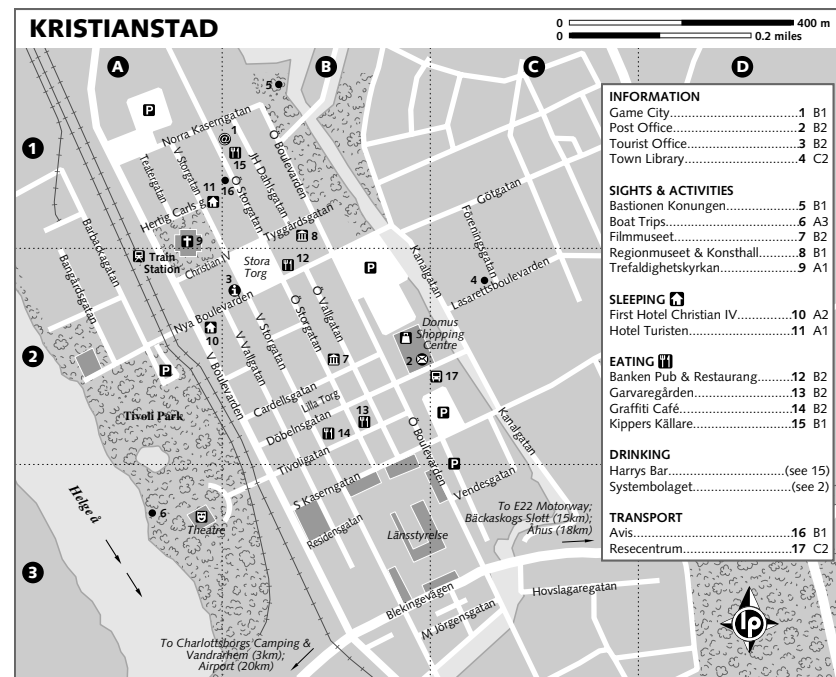 KRISTIANSTAD
0 400 m
0 0.2 miles
A
B
C
D
1
2
3
INFORMATION
Game City 1 B1
Post Office 2 B2
Tourist Office 3 B2
Town Library 4 C2
SIGHTS & ACTIVITIES
Bastionen Konungen 5 B1
Boat Trips 6 A3
Filmmuseet 7 B2
Regionmuseet & Konsthall 8 B1
Trefaldighetskyrkan 9 A1
SLEEPING
First Hotel Christian IV 10 A2
Hotel Turisten 11 A1
EATING
Banken Pub & Restaurang 12 B2
Garvaregården 13 B2
Graffiti Café 14 B2
Kippers Källare 15 B1
DRINKING
Harrys Bar (see 15)
Systembolaget (see 2)
TRANSPORT
Avis 16 B1
Resecentrum 17 C2
5
P
Norra Kaserngatan
1
@
15
Ö Boulevarden
Teatergatan
V Storgatan
JH Dahlsgatan
11
16
Ö Storgatan
Hertig Carls g
Tyggårdsgatan
8
Götgatan
Föreningsgatan
Barbackagatan
Bangårdsgatan
9
Train
Station
Christian IV
Stora
Torg
12
P
Kanalgatan
4
Lasarettsboulevarden
3
i
Nya Boulevarden
10
Ö Storgatan
Ö Vallgatan
V Storgatan
V Vallgatan
V Boulevarden
Domus
Shopping
Centre
7
2
17
P
Tivoli Park
Cardellsgatan
Lilla Torg
13
Döbelnsgatan
14
Tivoligatan
Ö Boulevarden
P
Kanalgatan
P
Helge å
6
Theatre
S Kaserngatan
Vendesgatan
Residensgatan
Länsstyrelse
To E22 Motorway;
Bäckaskogs Slott (15km);
Åhus (18km)
Blekingevägen
Hovslagaregatan
M Jörgensgatan
To Charlottsborgs Camping &
Vandrarhem (3km);
Airport (20km)
lp